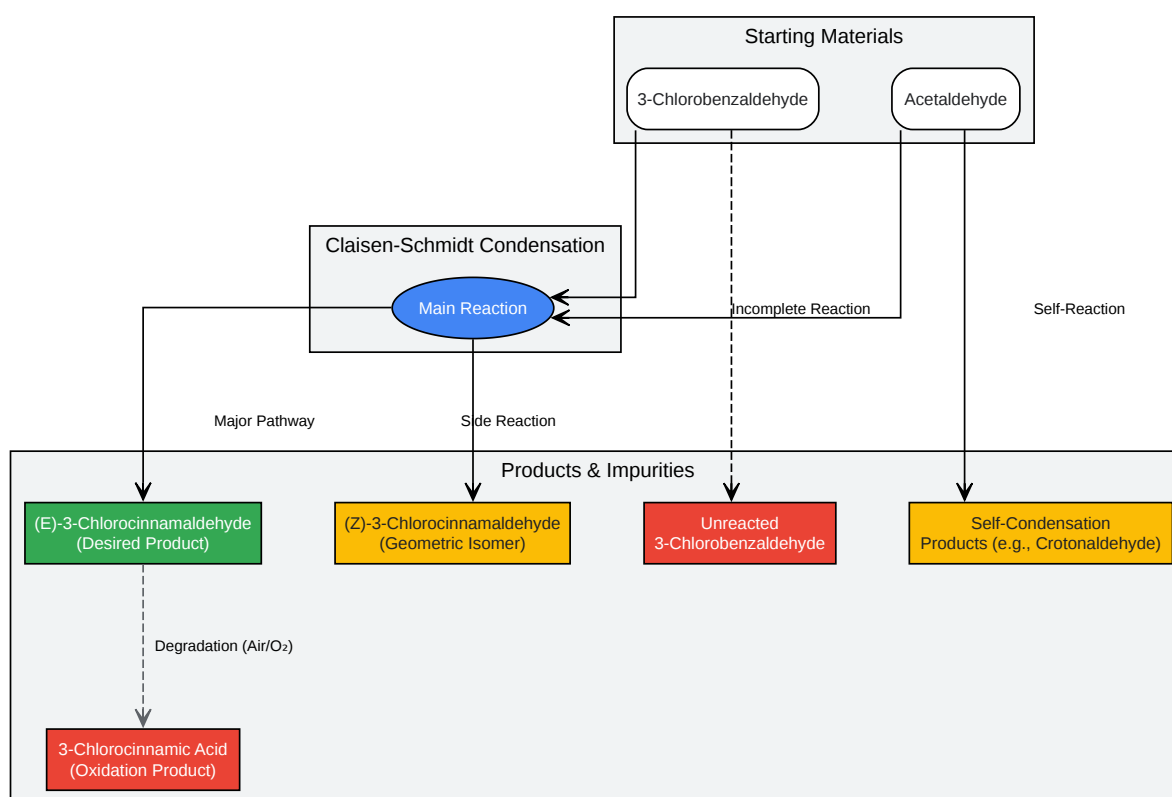 Starting Materials
3-Chlorobenzaldehyde
Acetaldehyde
Claisen-Schmidt Condensation
Main Reaction
Incomplete Reaction
Self-Reaction
Major Pathway
Side Reaction
Products & Impurities
(E)-3-Chlorocinnamaldehyde
(Desired Product)
(Z)-3-Chlorocinnamaldehyde
(Geometric Isomer)
Unreacted
3-Chlorobenzaldehyde
Self-Condensation
Products (e.g., Crotonaldehyde)
Degradation (Air/O₂)
3-Chlorocinnamic Acid
(Oxidation Product)